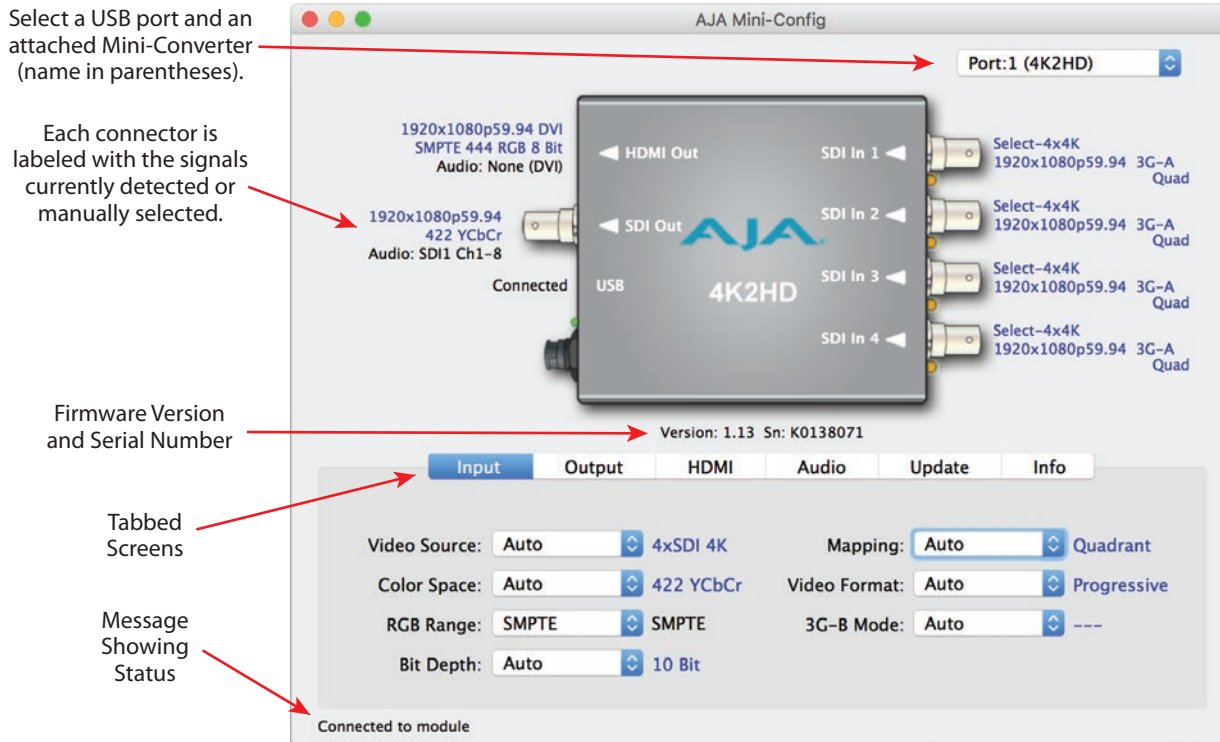 Select a USB port and an
attached Mini-Converter
(name in parentheses).
Each connector is
labeled with the signals
currently detected or
manually selected.
Firmware Version
and Serial Number
Tabbed
Screens
Message
Showing
Status
AJA Mini-Config
Port:1 (4K2HD)
1920x1080p59.94 DVI
SMPTE 444 RGB 8 Bit
Audio: None (DVI)
1920x1080p59.94
422 YCbCr
Audio: SDI1 Ch1-8
Connected
HDMI Out
SDI Out
USB
AJA
4K2HD
SDI In 1
SDI In 2
SDI In 3
SDI In 4
Select-4x4K
1920x1080p59.94 3G-A
Quad
Select-4x4K
1920x1080p59.94 3G-A
Quad
Select-4x4K
1920x1080p59.94 3G-A
Quad
Select-4x4K
1920x1080p59.94 3G-A
Quad
Version: 1.13 Sn: K0138071
Input Output HDMI Audio Update Info
Video Source: Auto 4xSDI 4K
Color Space: Auto 422 YCbCr
RGB Range: SMPTE SMPTE
Bit Depth: Auto 10 Bit
Mapping: Auto Quadrant
Video Format: Auto Progressive
3G-B Mode: Auto ---
Connected to module